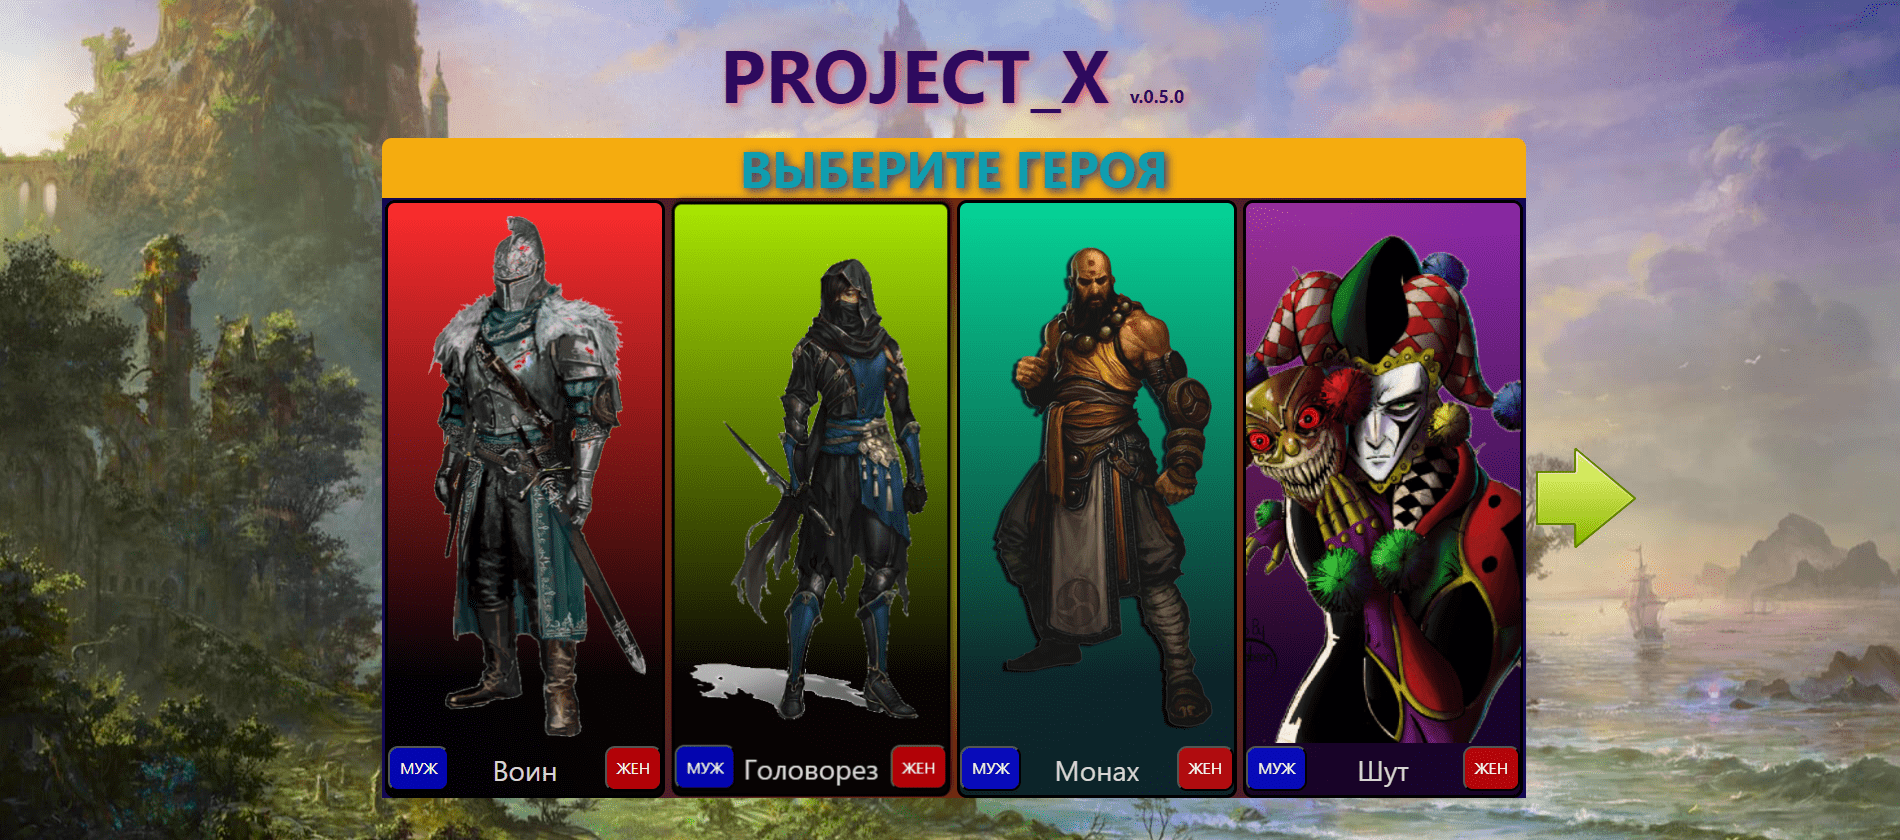 PROJECT_X v.0.5.0
ВЫБЕРИТЕ ГЕРОЯ
МУЖ Воин ЖЕН
МУЖ Головорез ЖЕН
МУЖ Монах ЖЕН
МУЖ Шут ЖЕН